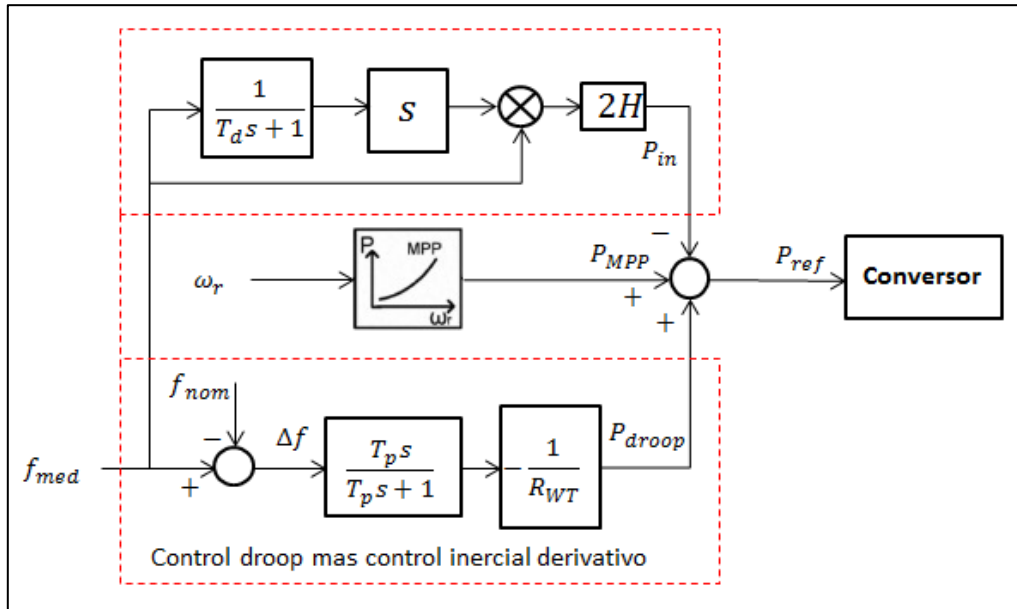 1
T_d s + 1
s
2H
P_in
−
P
MPP
ω_r
ω_r
P_MPP
+
+
P_ref
Conversor
f_nom
−
Δf
f_med
+
T_p s
T_p s + 1
− 1
R_WT
P_droop
Control droop mas control inercial derivativo